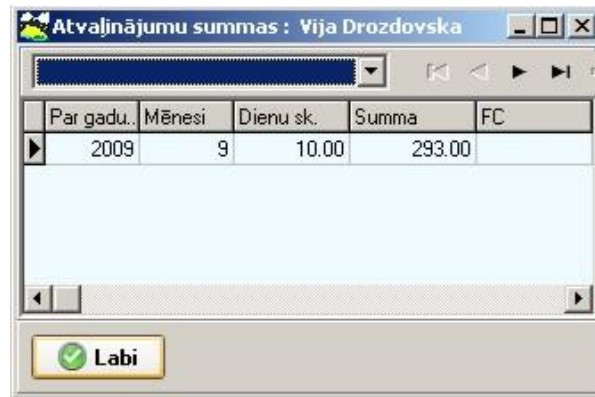 Atvaļinājumu summas : Vija Drozdovska
Par gadu.. Mēnesi Dienu sk. Summa FC
2009 9 10.00 293.00
Labi